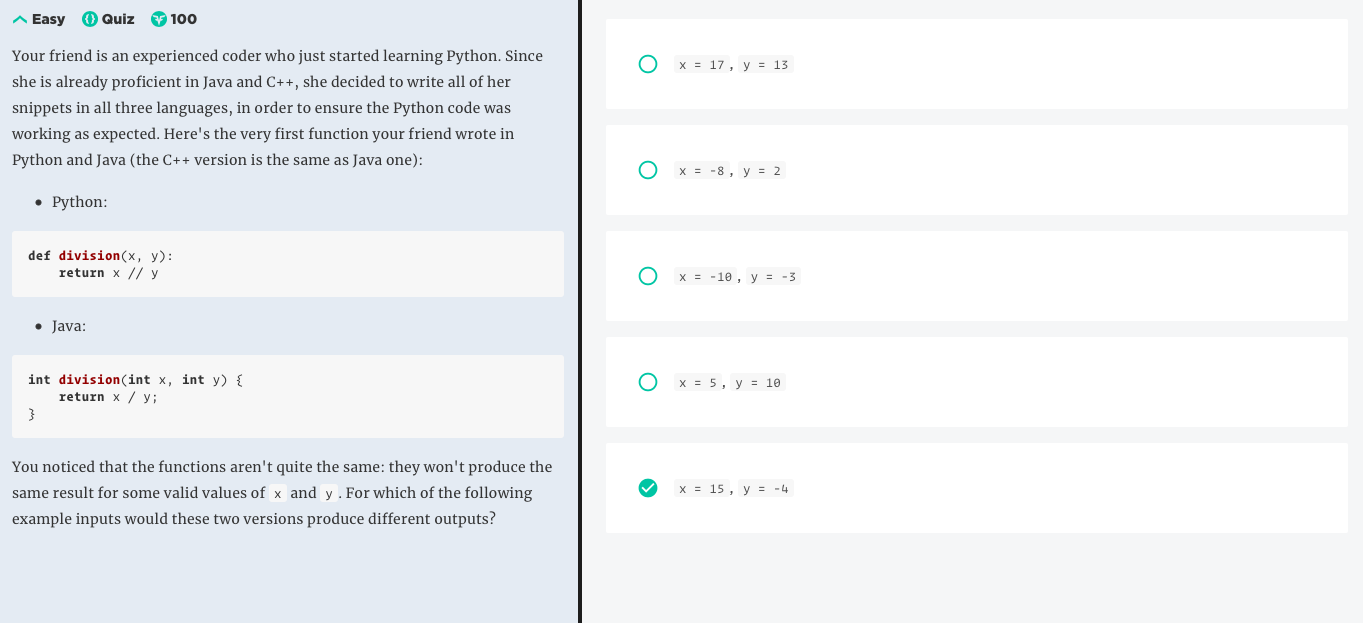 Easy Quiz 100
Your friend is an experienced coder who just started learning Python. Since
she is already proficient in Java and C++, she decided to write all of her
snippets in all three languages, in order to ensure the Python code was
working as expected. Here's the very first function your friend wrote in
Python and Java (the C++ version is the same as Java one):
• Python:
def division(x, y):
    return x // y
• Java:
int division(int x, int y) {
    return x / y;
}
You noticed that the functions aren't quite the same: they won't produce the
same result for some valid values of x and y. For which of the following
example inputs would these two versions produce different outputs?
x = 17, y = 13
x = -8, y = 2
x = -10, y = -3
x = 5, y = 10
x = 15, y = -4